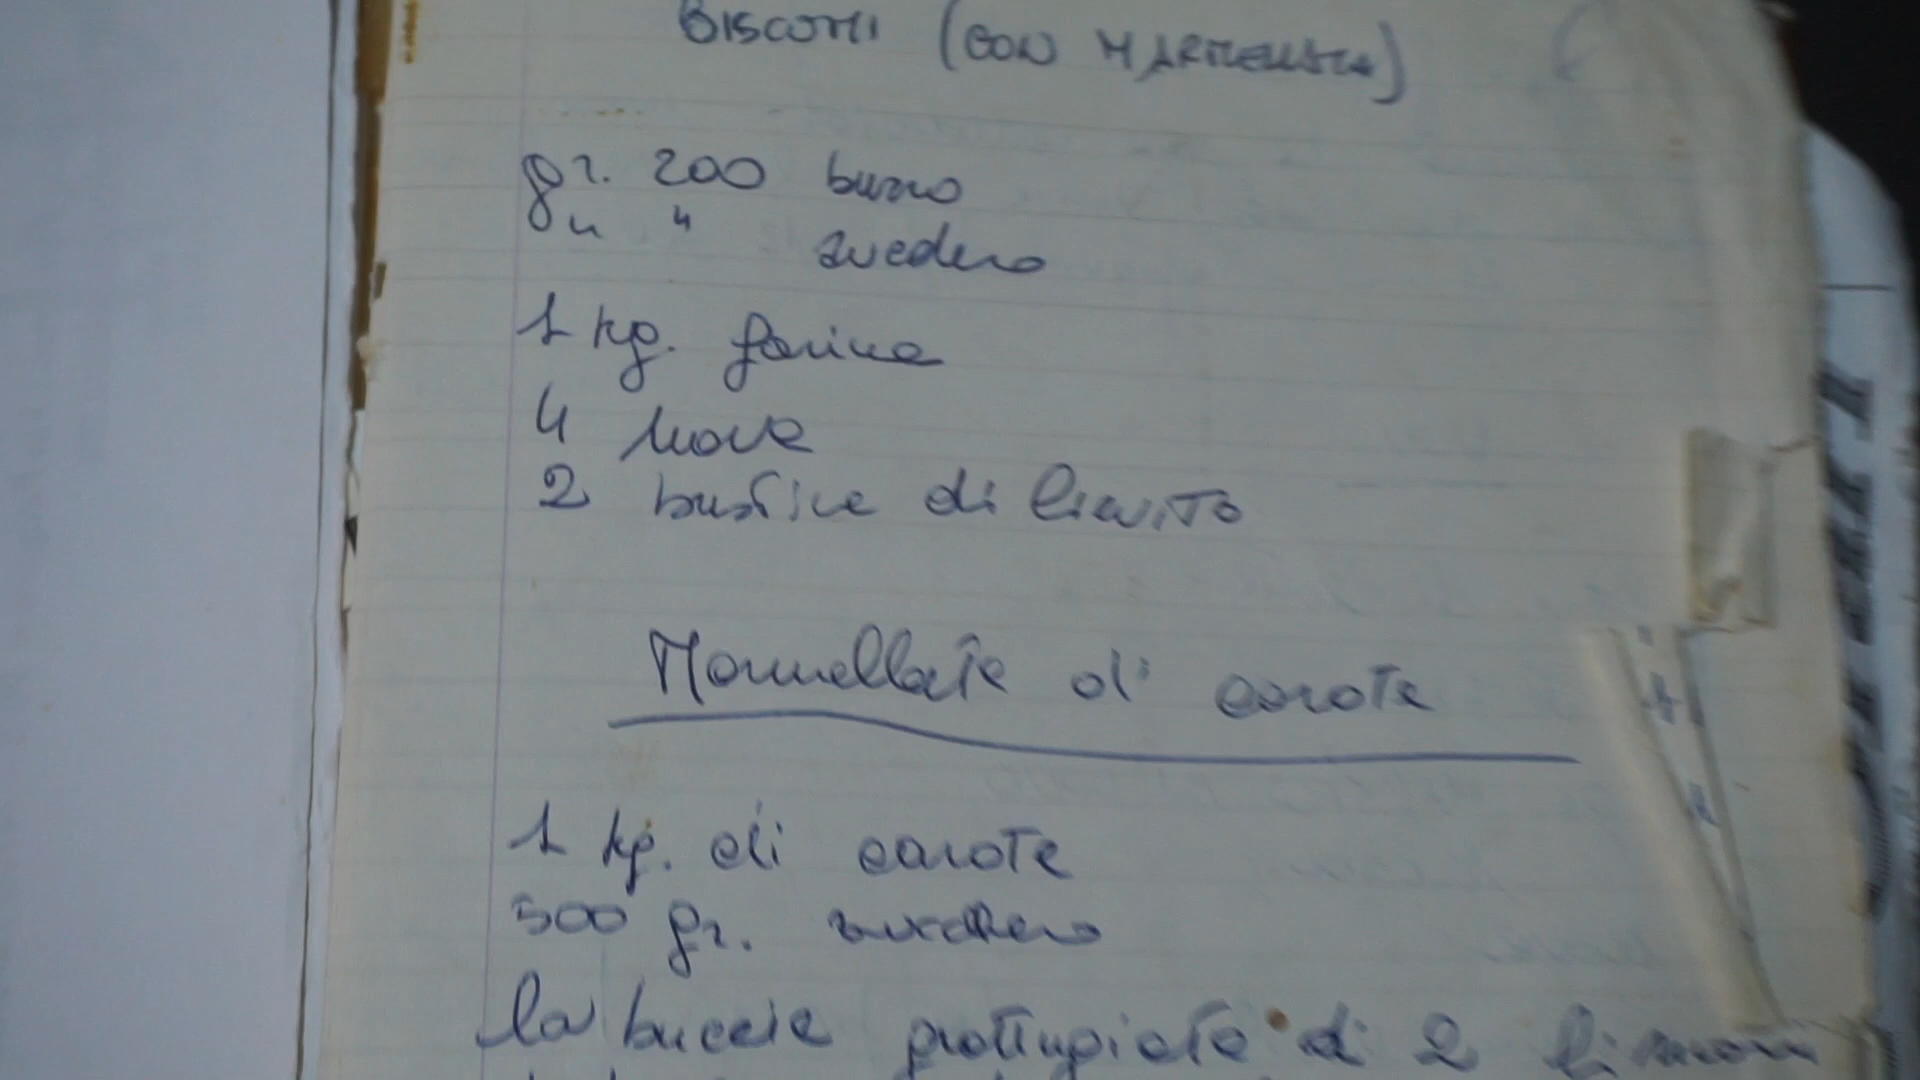 BISCOTTI (CON MARMELLATA)
gr. 200 burro
" " zucchero
1 kg. farina
4 uova
2 bustine di lievito
Marmellata di carote
1 kg. di carote
500 gr. zucchero
la buccia grattugiata di 2 limoni